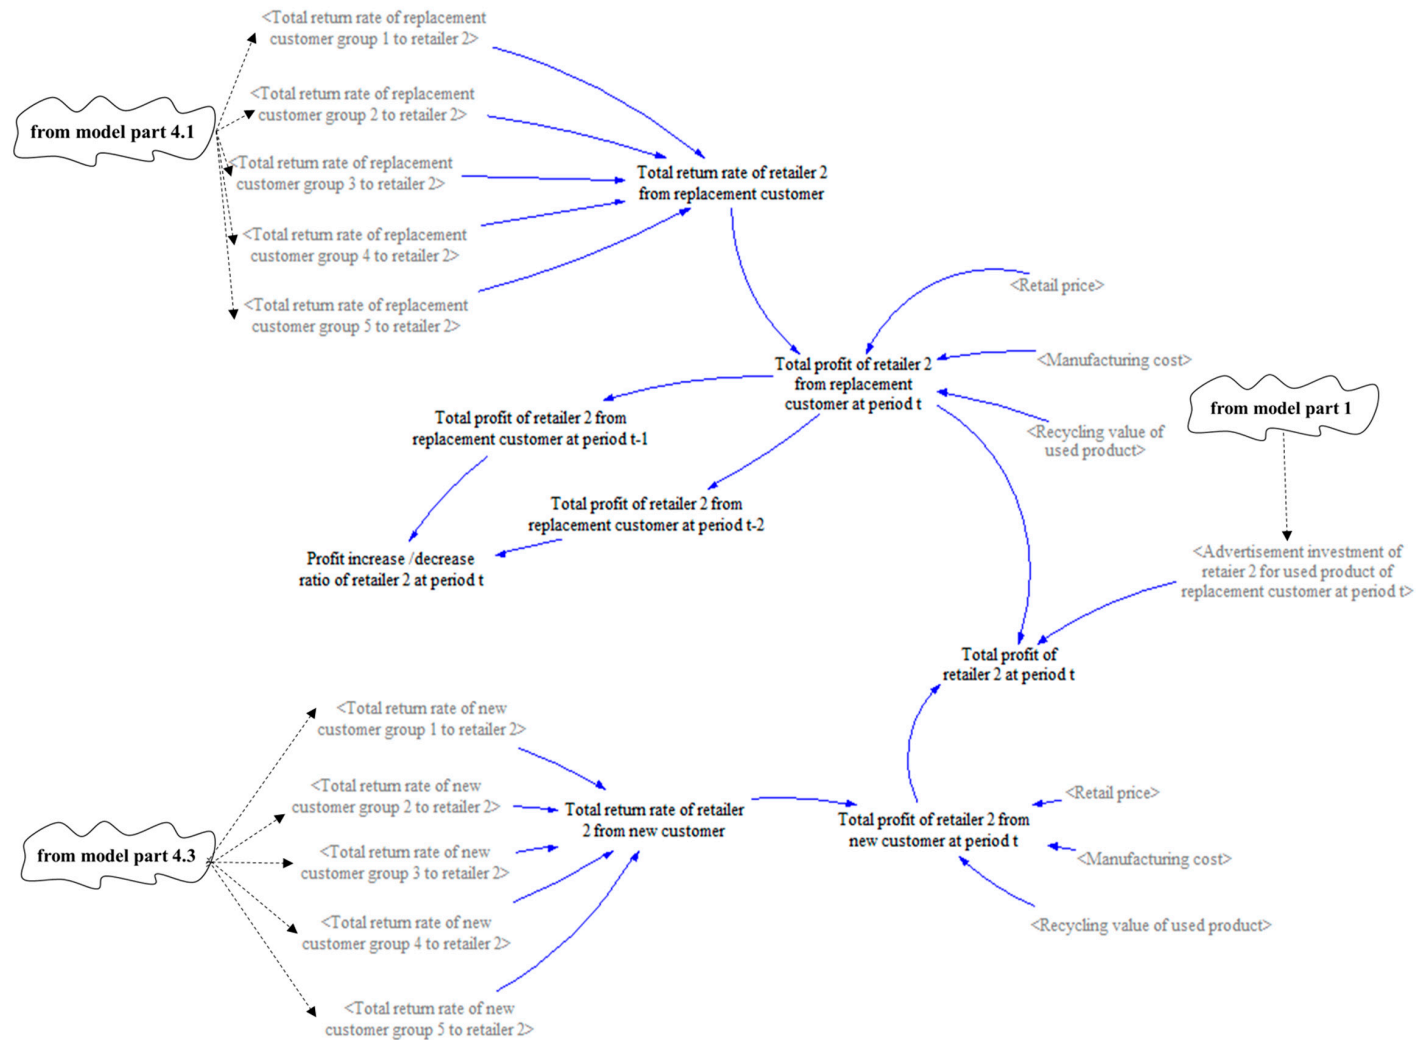 <Total return rate of replacement
customer group 1 to retailer 2>
<Total return rate of replacement
customer group 2 to retailer 2>
from model part 4.1
<Total return rate of replacement
customer group 3 to retailer 2>
Total return rate of retailer 2
from replacement customer
<Total return rate of replacement
customer group 4 to retailer 2>
<Total return rate of replacement
customer group 5 to retailer 2>
<Retail price>
Total profit of retailer 2
from replacement
customer at period t
<Manufacturing cost>
from model part 1
Total profit of retailer 2 from
replacement customer at period t-1
<Recycling value of
used product>
Total profit of retailer 2 from
replacement customer at period t-2
Profit increase /decrease
ratio of retailer 2 at period t
<Advertisement investment of
retaier 2 for used product of
replacement customer at period t>
Total profit of
retailer 2 at period t
<Total return rate of new
customer group 1 to retailer 2>
<Total return rate of new
customer group 2 to retailer 2>
Total return rate of retailer
2 from new customer
Total profit of retailer 2 from
new customer at period t
<Retail price>
from model part 4.3
<Total return rate of new
customer group 3 to retailer 2>
<Manufacturing cost>
<Total return rate of new
customer group 4 to retailer 2>
<Recycling value of used product>
<Total return rate of new
customer group 5 to retailer 2>